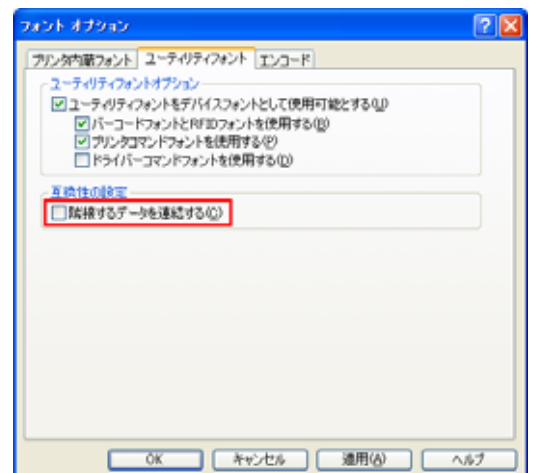 フォント オプション
プリンタ内蔵フォント ユーティリティフォント エンコード
ユーティリティフォントオプション
ユーティリティフォントをデバイスフォントとして使用可能とする(U)
バーコードフォントとRFIDフォントを使用する(B)
プリンタコマンドフォントを使用する(P)
ドライバーコマンドフォントを使用する(D)
互換性の設定
隣接するデータを連結する(C)
OK キャンセル 適用(A) ヘルプ